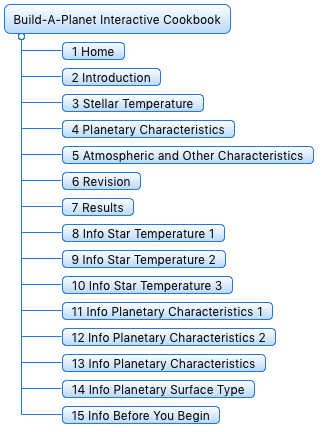 Build-A-Planet Interactive Cookbook
1 Home
2 Introduction
3 Stellar Temperature
4 Planetary Characteristics
5 Atmospheric and Other Characteristics
6 Revision
7 Results
8 Info Star Temperature 1
9 Info Star Temperature 2
10 Info Star Temperature 3
11 Info Planetary Characteristics 1
12 Info Planetary Characteristics 2
13 Info Planetary Characteristics
14 Info Planetary Surface Type
15 Info Before You Begin